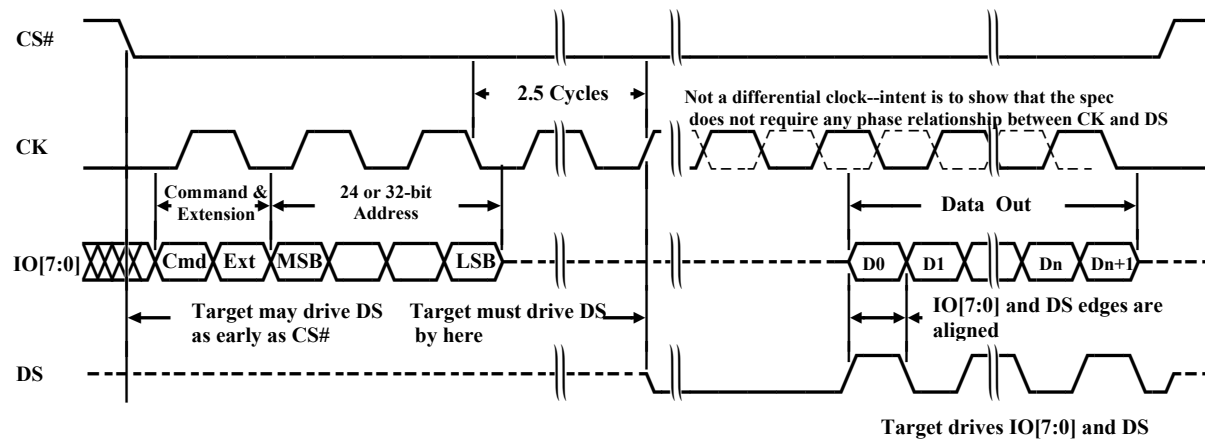 CS#
2.5 Cycles
Not a differential clock--intent is to show that the spec
does not require any phase relationship between CK and DS
CK
Command &
Extension
24 or 32-bit
Address
Data Out
IO[7:0]
Cmd
Ext
MSB
LSB
D0
D1
Dn
Dn+1
Target may drive DS
as early as CS#
Target must drive DS
by here
IO[7:0] and DS edges are
aligned
DS
Target drives IO[7:0] and DS